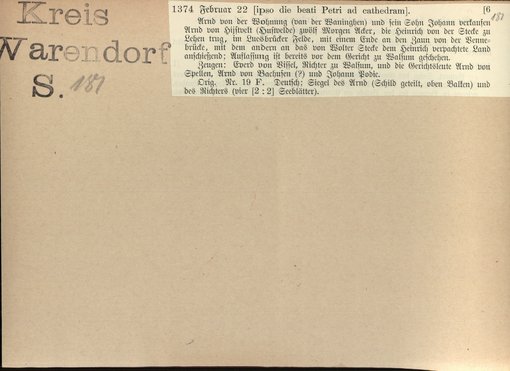 Kreis
Warendorf
S. 181
1374 Februar 22 [ipso die beati Petri ad cathedram]. [6
181
Arnd von der Wohnung (van der Waninghen) und sein Sohn Johann verkaufen
Arnd von Hijstvelt (Hustvelde) zwölf Morgen Acker, die Heinrich von der Stecke zu
Lehen trug, im Luesbrücker Felde, mit einem Ende an den Zaun von der Venne-
brücke, mit dem andern an das von Wolter Stecke dem Heinrich verpachtete Land
anschießend; Auflassung ist bereits vor dem Gericht zu Walsum geschehen.
Zeugen: Everd von Vissel, Richter zu Walsum, und die Gerichtsleute Arnd von
Spellen, Arnd von Bachusen (?) und Johann Podie.
Orig. Nr. 19 F. Deutsch; Siegel des Arnd (Schild geteilt, oben Balken) und
des Richters (vier [2 : 2] Seeblätter).